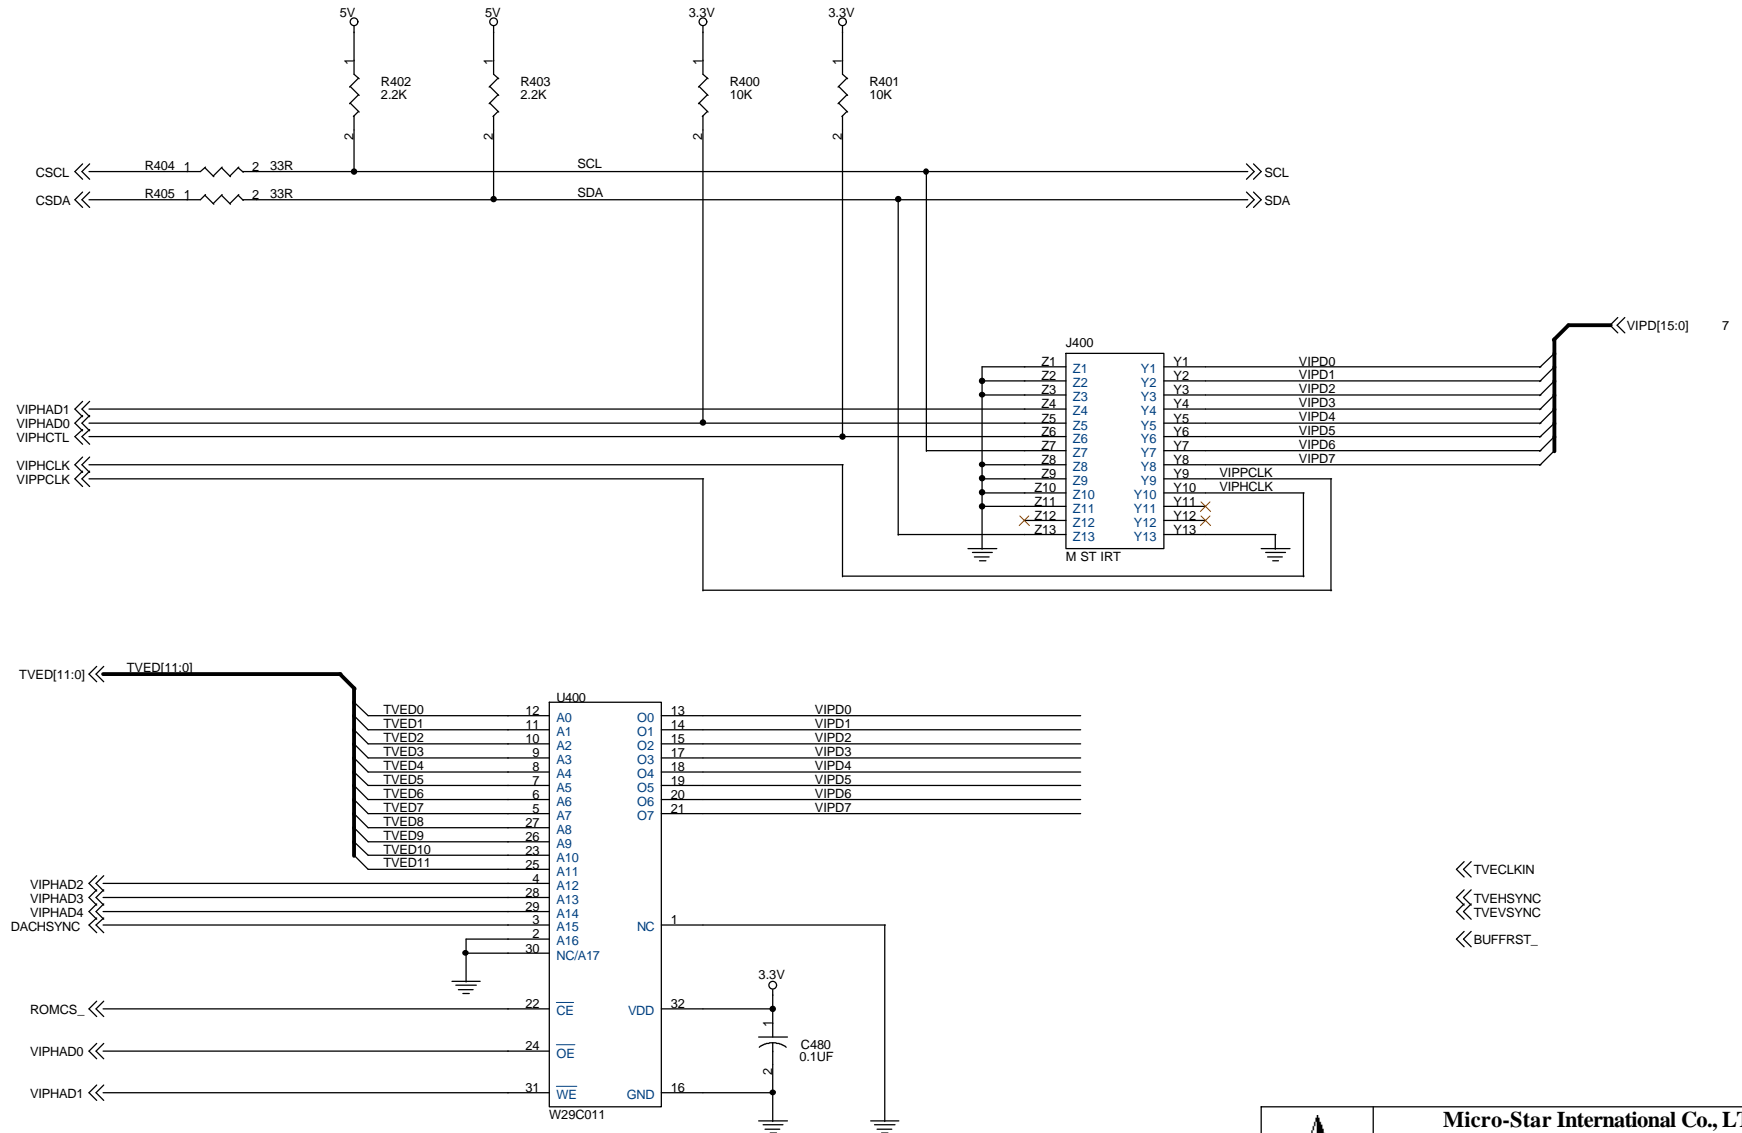 5V 5V 3.3V 3.3V
1 1 1 1
R402 R403 R400 R401
2.2K 2.2K 10K 10K
2 2 2 2
CSCL R404 1 2 33R SCL SCL
CSDA R405 1 2 33R SDA SDA
VIPD[15:0] 7
J400
Z1 Z1 Y1 Y1 VIPD0
Z2 Z2 Y2 Y2 VIPD1
Z3 Z3 Y3 Y3 VIPD2
VIPHAD1 Z4 Z4 Y4 Y4 VIPD3
VIPHAD0 Z5 Z5 Y5 Y5 VIPD4
VIPHCTL Z6 Z6 Y6 Y6 VIPD5
Z7 Z7 Y7 Y7 VIPD6
VIPHCLK Z8 Z8 Y8 Y8 VIPD7
VIPPCLK Z9 Z9 Y9 Y9 VIPPCLK
Z10 Z10 Y10 Y10 VIPHCLK
Z11 Z11 Y11 Y11
Z12 Z12 Y12 Y12
Z13 Z13 Y13 Y13
M ST IRT
TVED[11:0] TVED[11:0]
U400
TVED0 12 A0 O0 13 VIPD0
TVED1 11 A1 O1 14 VIPD1
TVED2 10 A2 O2 15 VIPD2
TVED3 9 A3 O3 17 VIPD3
TVED4 8 A4 O4 18 VIPD4
TVED5 7 A5 O5 19 VIPD5
TVED6 6 A6 O6 20 VIPD6
TVED7 5 A7 O7 21 VIPD7
TVED8 27 A8
TVED9 26 A9
TVED10 23 A10
TVED11 25 A11
TVECLKIN
VIPHAD2 4 A12
VIPHAD3 28 A13
TVEHSYNC
VIPHAD4 29 A14
TVEVSYNC
DACHSYNC 3 A15 NC 1
2 A16
BUFFRST_
30 NC/A17
3.3V
ROMCS_ 22 CE VDD 32
1
C480
0.1UF
VIPHAD0 24 OE
2
VIPHAD1 31 WE GND 16
W29C011
Micro-Star International Co., LT